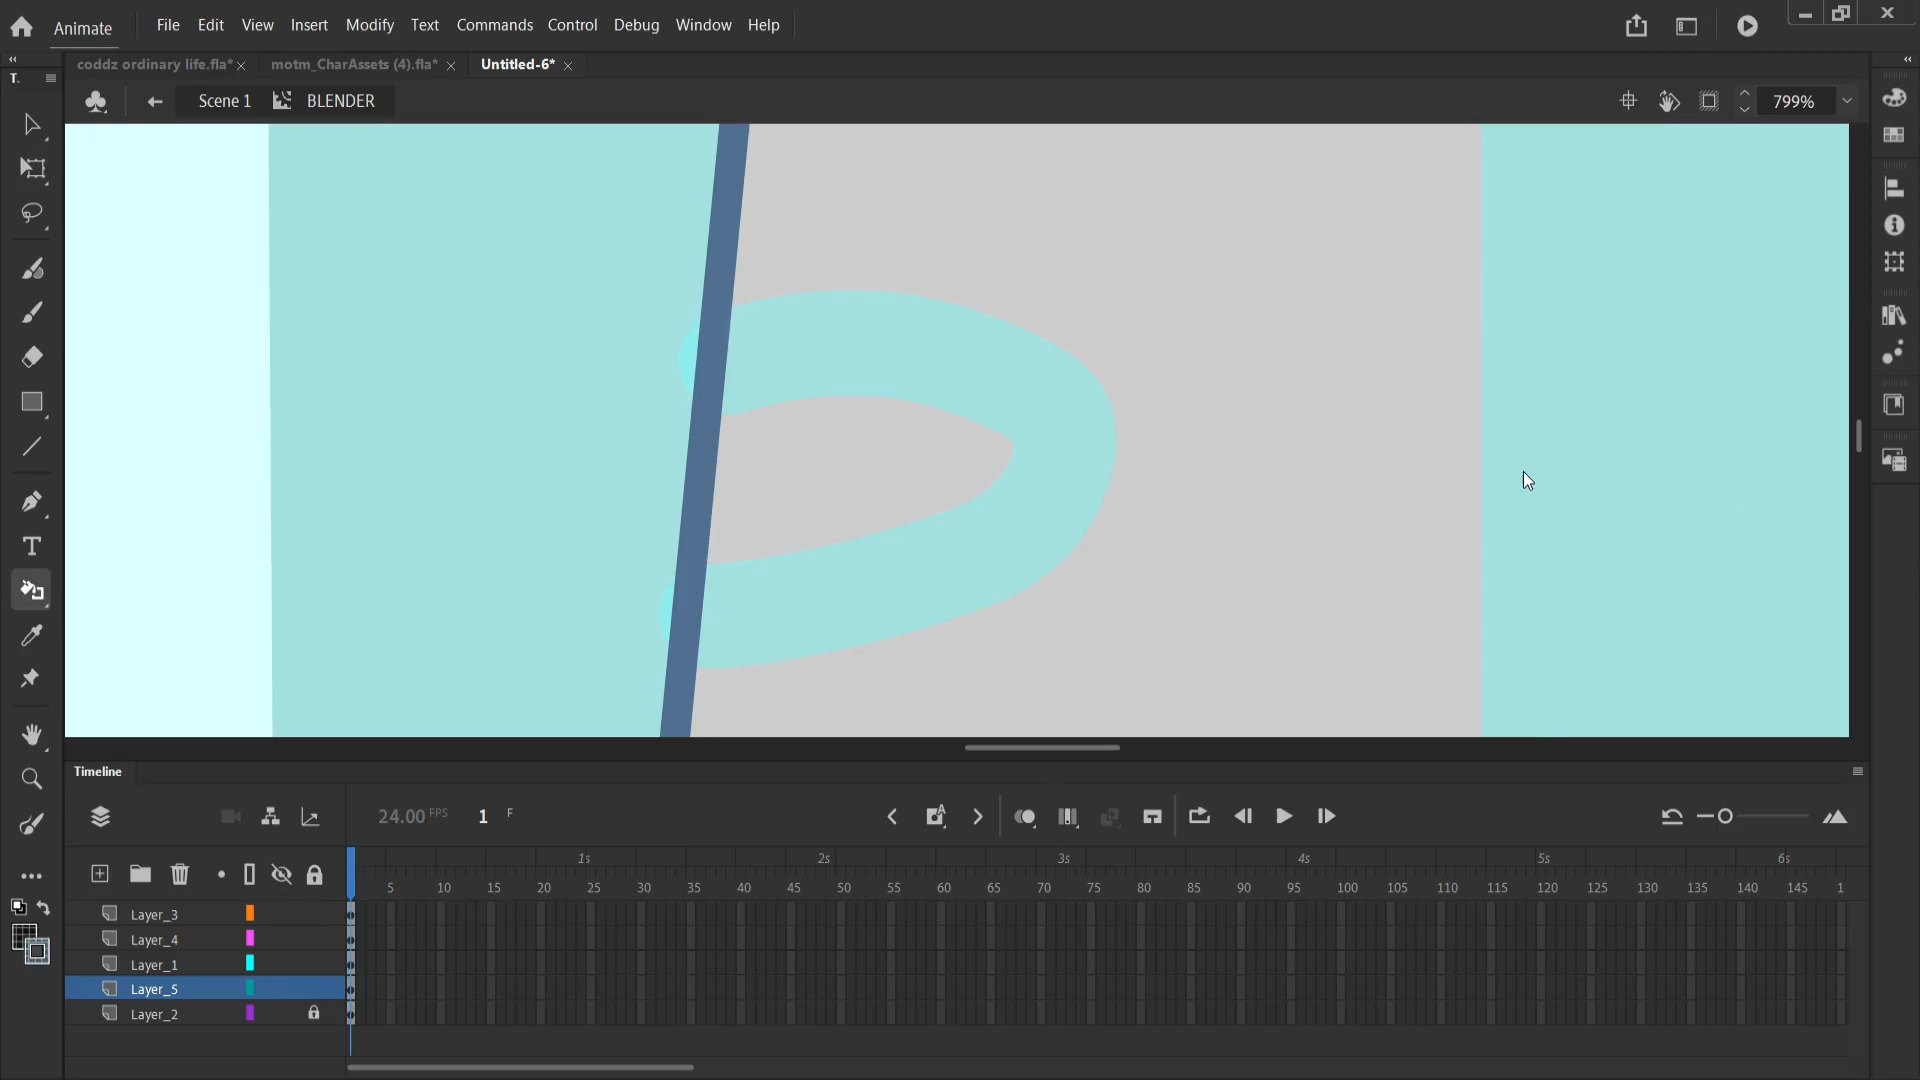 Animate File Edit View Insert Modify Text Commands Control Debug Window Help
coddz ordinary life.fla* motm_CharAssets (4).fla* Untitled-6*
T.
Scene 1 BLENDER 799%
Timeline
24.00 FPS 1 F
1s 2s 3s 4s 5s 6s
5 10 15 20 25 30 35 40 45 50 55 60 65 70 75 80 85 90 95 100 105 110 115 120 125 130 135 140 145 1
Layer_3
Layer_4
Layer_1
Layer_5
Layer_2